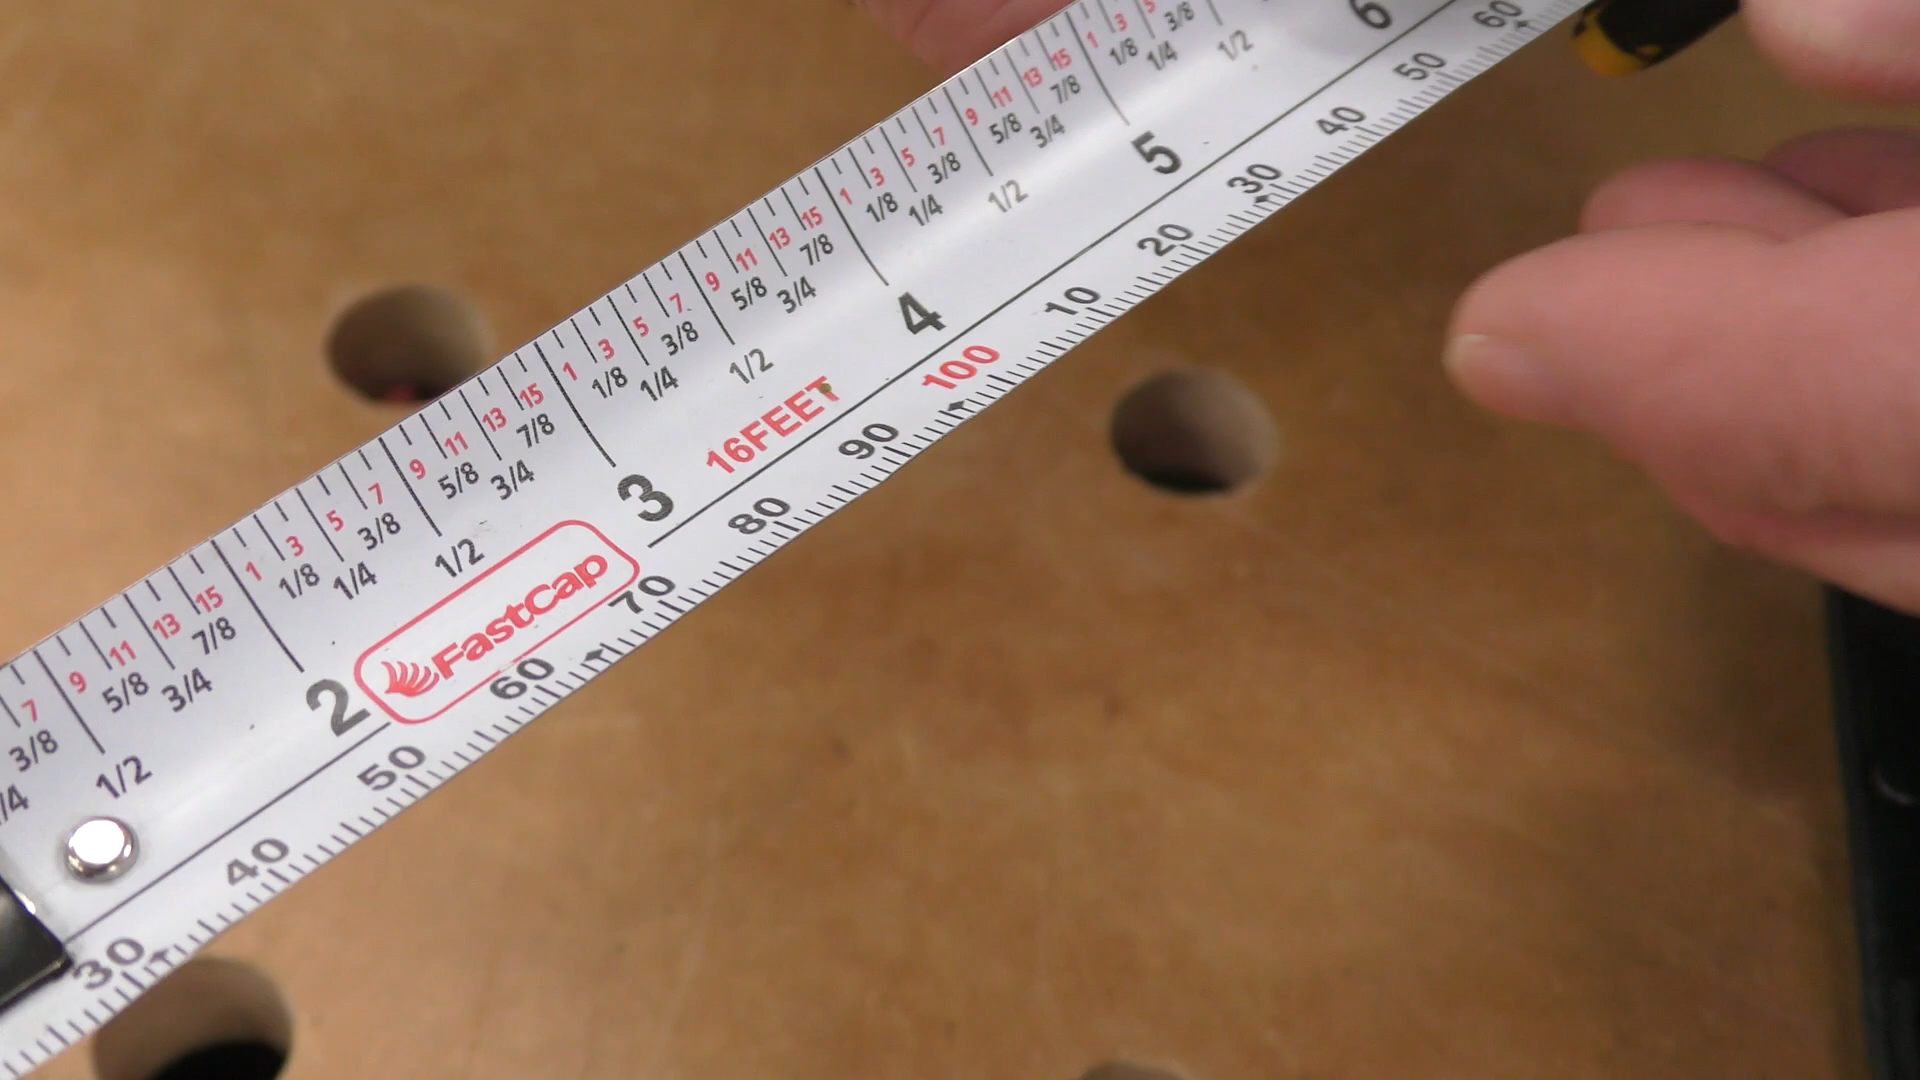 7 9 11 13 15 1 3 5 7 9 11 13 15 1 3 5 7 9 11 13 15 1 3 5 7 9 11 13 15 1 3 5
3/8 5/8 7/8 1/8 3/8 5/8 7/8 1/8 3/8 5/8 7/8 1/8 3/8 5/8 7/8 1/8 3/8
/4 1/2 3/4 1/4 1/2 3/4 1/4 1/2 3/4 1/4 1/2 3/4 1/4 1/2
2 3 4 5 6
FastCap
16FEET
30 40 50 60 70 80 90 100 10 20 30 40 50 60